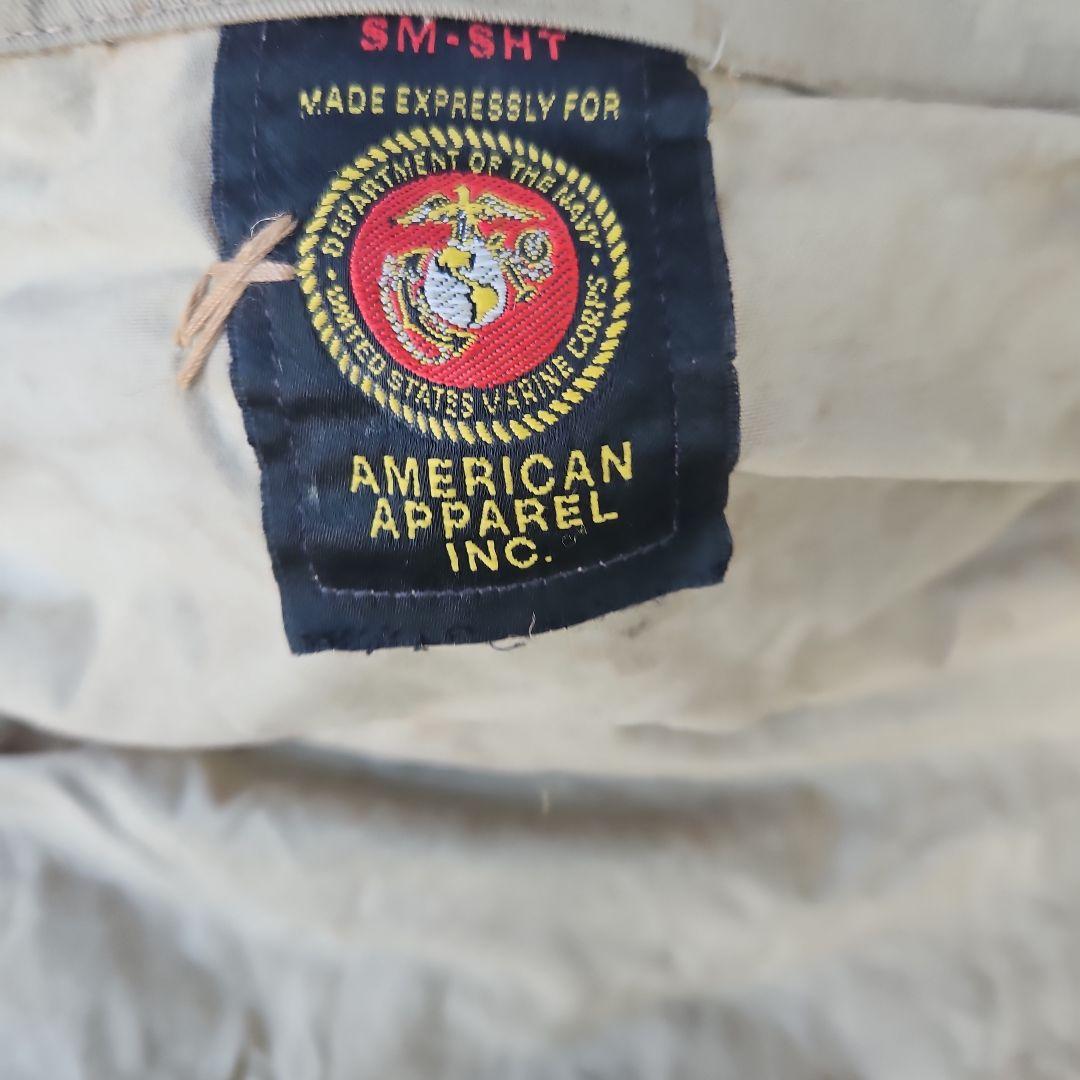 SM-SHT
MADE EXPRESSLY FOR
DEPARTMENT OF THE NAVY
UNITED STATES MARINE CORPS
AMERICAN
APPAREL
INC.